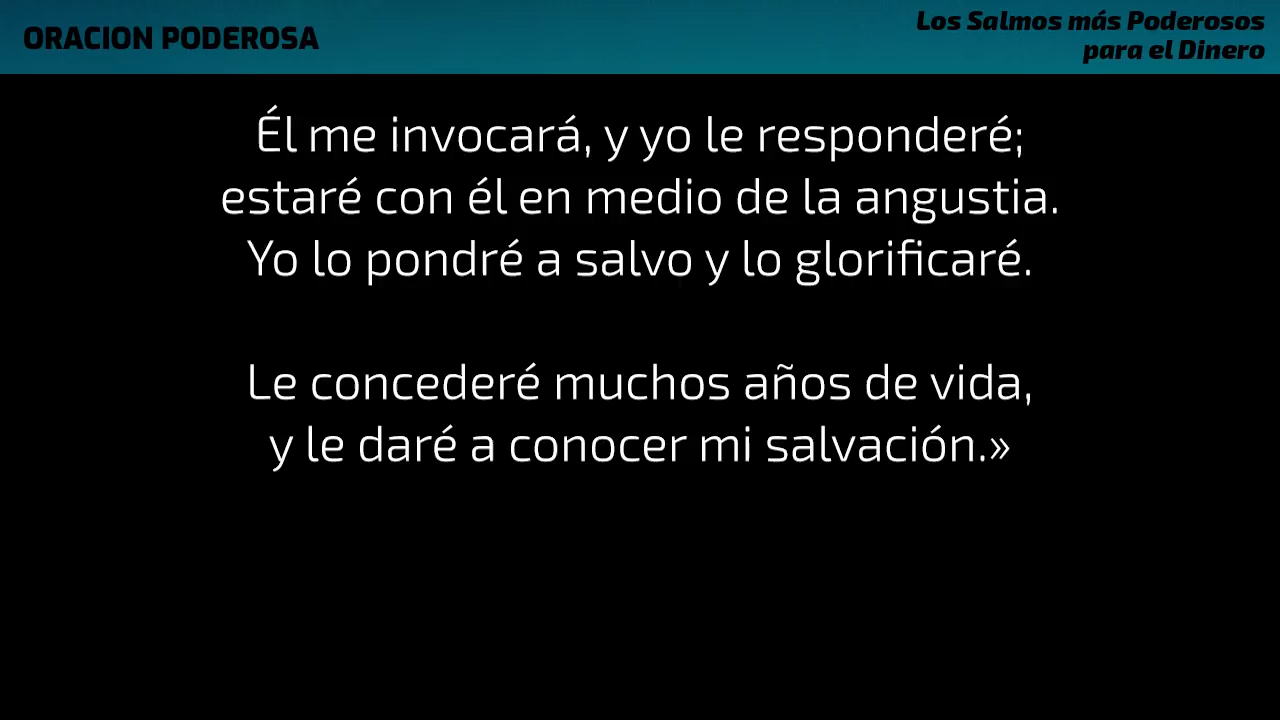 ORACION PODEROSA
Los Salmos más Poderosos
para el Dinero
Él me invocará, y yo le responderé;
estaré con él en medio de la angustia.
Yo lo pondré a salvo y lo glorificaré.
Le concederé muchos años de vida,
y le daré a conocer mi salvación.»